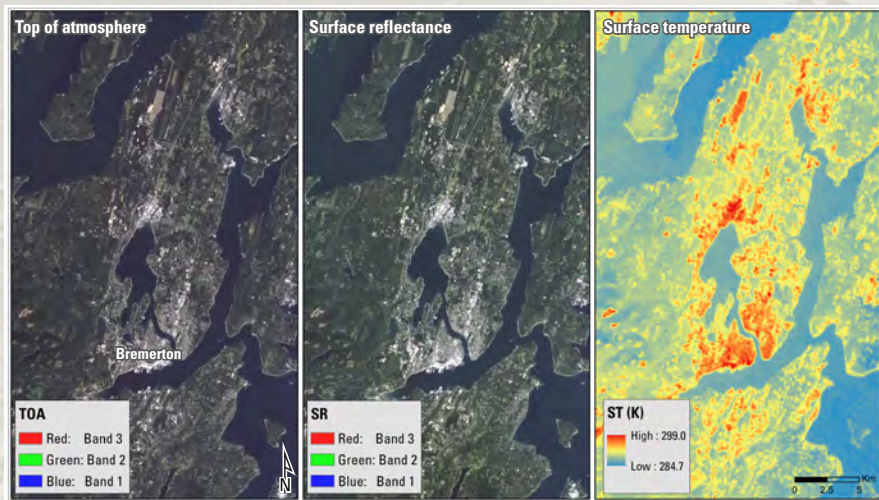 Top of atmosphere
Bremerton
TOA
Red: Band 3
Green: Band 2
Blue: Band 1
N
Surface reflectance
SR
Red: Band 3
Green: Band 2
Blue: Band 1
Surface temperature
ST (K)
High : 299.0
Low : 284.7
Km
0 2.5 5